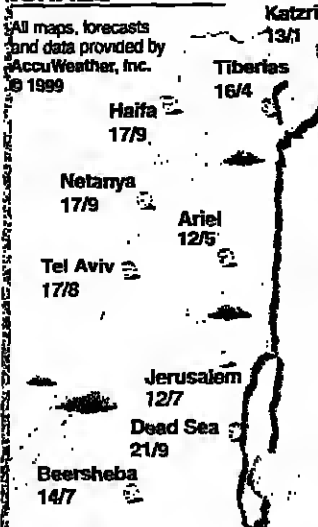 All maps, forecasts
and data provided by
AccuWeather, Inc.
© 1999
Katzri
13/1
Tiberias
16/4
Haifa
17/9
Netanya
17/9
Ariel
12/5
Tel Aviv
17/8
Jerusalem
12/7
Dead Sea
21/9
Beersheba
14/7